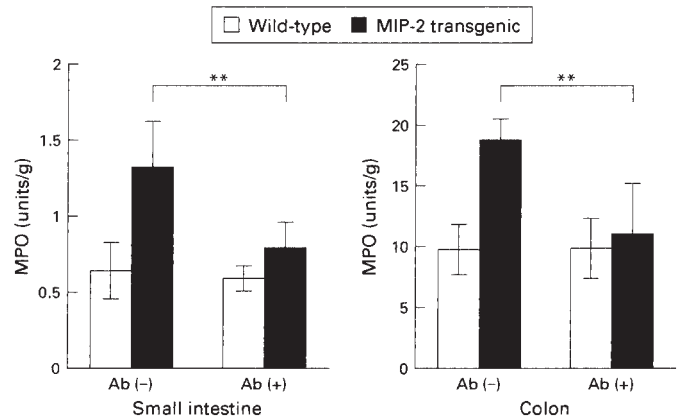 Wild-type MIP-2 transgenic
MPO (units/g)
2
1.5
1
0.5
0
**
Ab (–) Ab (+)
Small intestine
MPO (units/g)
25
20
15
10
5
0
**
Ab (–) Ab (+)
Colon